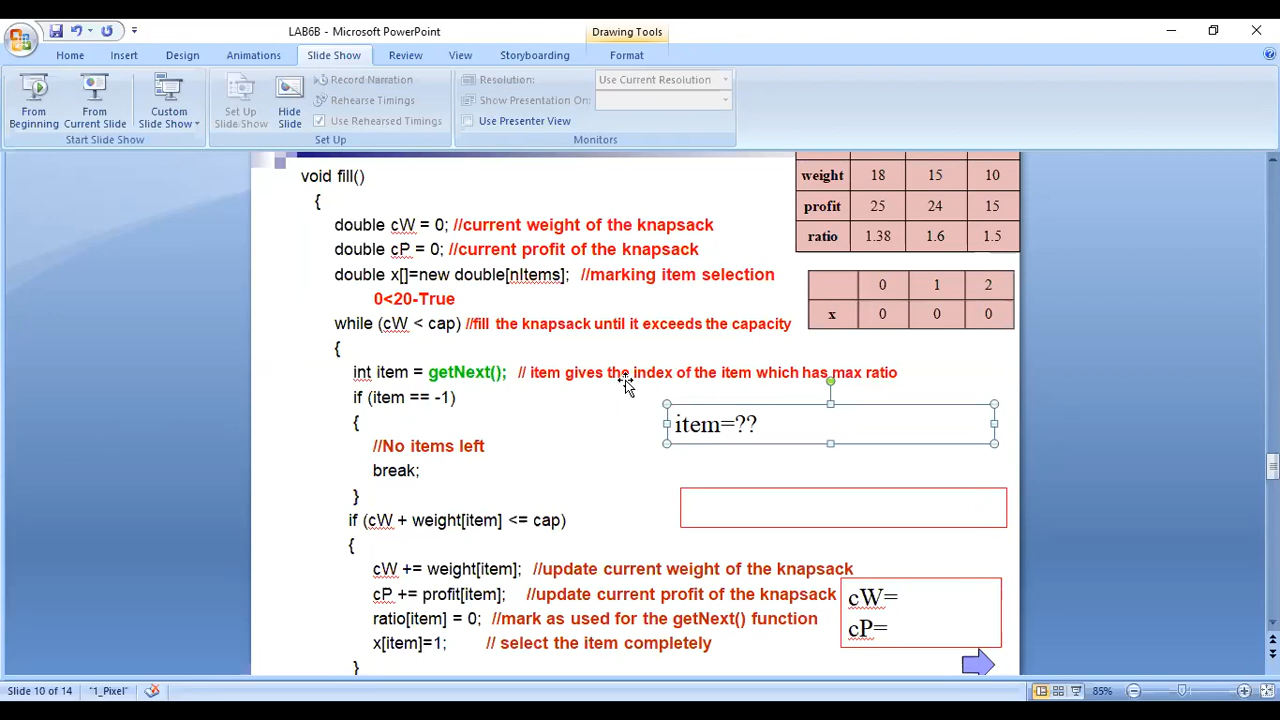 LAB6B - Microsoft PowerPoint
Drawing Tools
Home Insert Design Animations Slide Show Review View Storyboarding Format
From Beginning
From Current Slide
Custom Slide Show
Set Up Slide Show
Hide Slide
Record Narration
Rehearse Timings
Use Rehearsed Timings
Resolution: Use Current Resolution
Show Presentation On:
Use Presenter View
Start Slide Show
Set Up
Monitors
void fill()
{
double cW = 0; //current weight of the knapsack
double cP = 0; //current profit of the knapsack
double x[]=new double[nItems]; //marking item selection
0<20-True
while (cW < cap) //fill the knapsack until it exceeds the capacity
{
int item = getNext(); // item gives the index of the item which has max ratio
if (item == -1)
{
//No items left
break;
}
if (cW + weight[item] <= cap)
{
cW += weight[item]; //update current weight of the knapsack
cP += profit[item]; //update current profit of the knapsack
ratio[item] = 0; //mark as used for the getNext() function
x[item]=1; // select the item completely
}
weight 18 15 10
profit 25 24 15
ratio 1.38 1.6 1.5
0 1 2
x 0 0 0
item=??
cW=
cP=
Slide 10 of 14 "1_Pixel" 85%